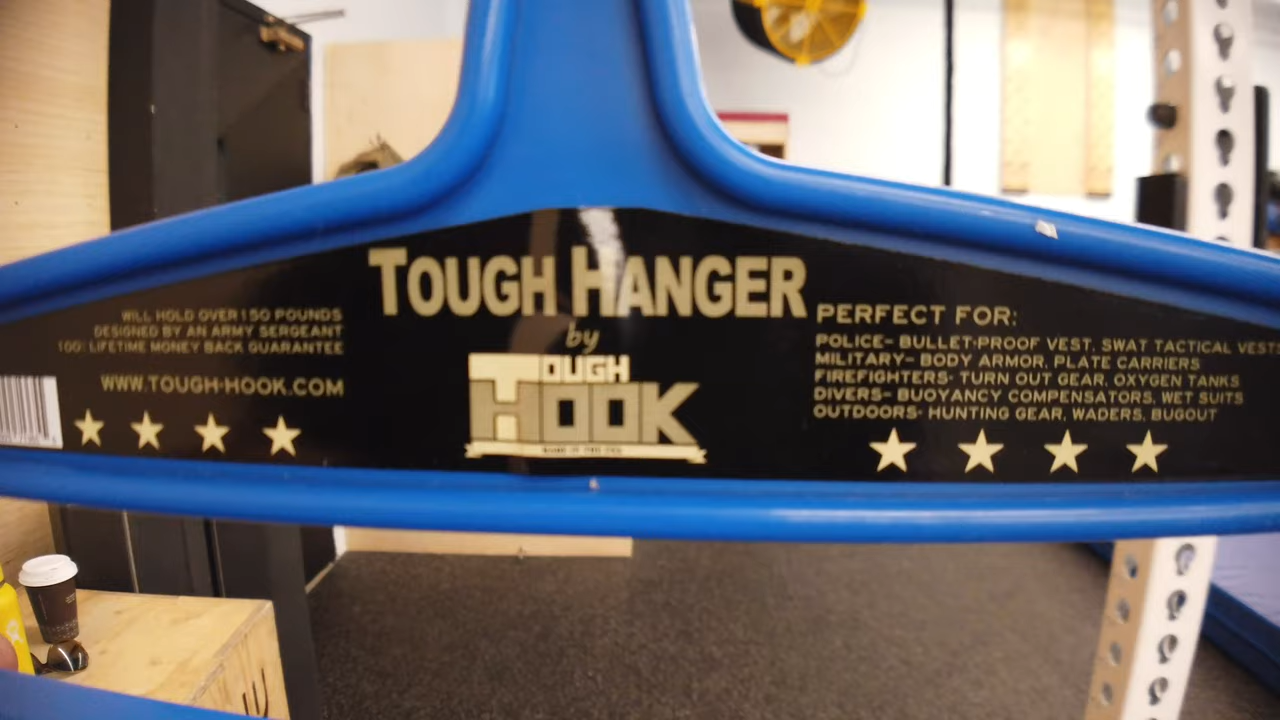 TOUGH HANGER
by
TOUGH
HOOK
WILL HOLD OVER 150 POUNDS
DESIGNED BY AN ARMY SERGEANT
100% LIFETIME MONEY BACK GUARANTEE
WWW.TOUGH-HOOK.COM
PERFECT FOR:
POLICE- BULLET-PROOF VEST, SWAT TACTICAL VESTS
MILITARY- BODY ARMOR, PLATE CARRIERS
FIREFIGHTERS- TURN OUT GEAR, OXYGEN TANKS
DIVERS- BUOYANCY COMPENSATORS, WET SUITS
OUTDOORS- HUNTING GEAR, WADERS, BUGOUT